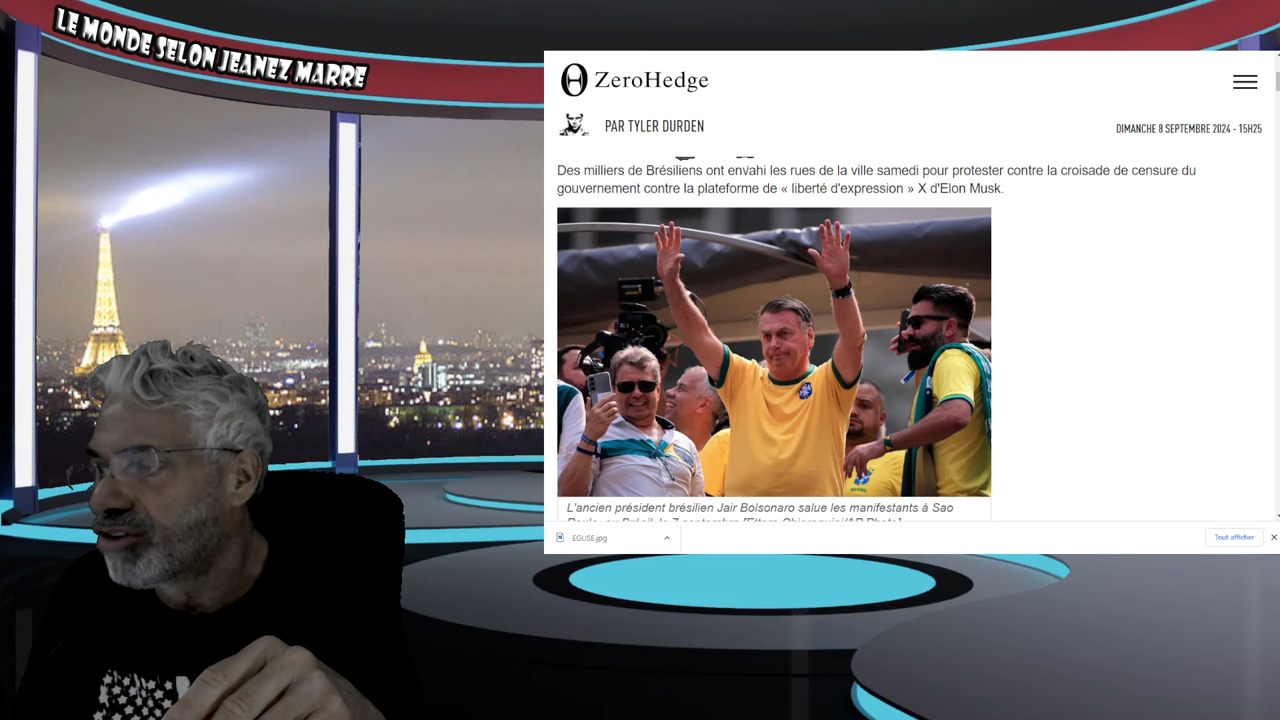 LE MONDE SELON JEANEZ MARRE
ZeroHedge
PAR TYLER DURDEN
DIMANCHE 8 SEPTEMBRE 2024 - 15H25
Des milliers de Brésiliens ont envahi les rues de la ville samedi pour protester contre la croisade de censure du
gouvernement contre la plateforme de « liberté d'expression » X d'Elon Musk.
L'ancien président brésilien Jair Bolsonaro salue les manifestants à Sao
EGLISE.jpg
Tout afficher